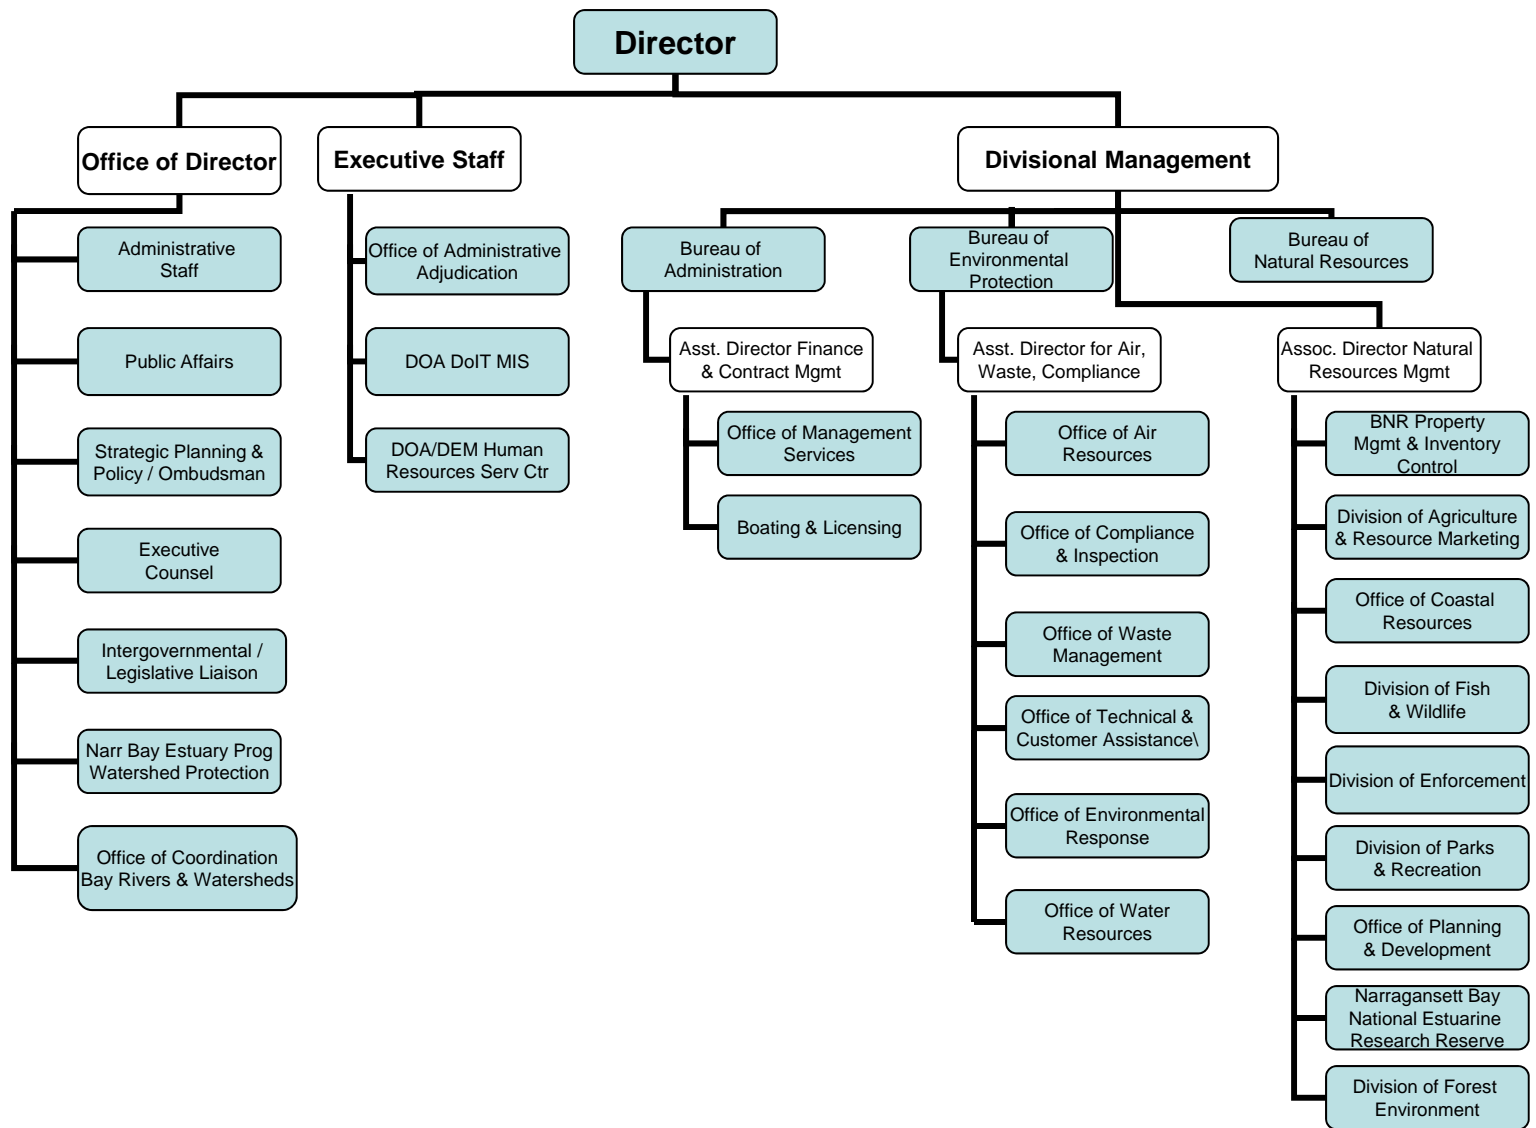 Director
Office of Director
Executive Staff
Divisional Management
Administrative
Staff
Public Affairs
Strategic Planning &
Policy / Ombudsman
Executive
Counsel
Intergovernmental /
Legislative Liaison
Narr Bay Estuary Prog
Watershed Protection
Office of Coordination
Bay Rivers & Watersheds
Office of Administrative
Adjudication
DOA DoIT MIS
DOA/DEM Human
Resources Serv Ctr
Bureau of
Administration
Asst. Director Finance
& Contract Mgmt
Office of Management
Services
Boating & Licensing
Bureau of
Environmental
Protection
Asst. Director for Air,
Waste, Compliance
Office of Air
Resources
Office of Compliance
& Inspection
Office of Waste
Management
Office of Technical &
Customer Assistance\
Office of Environmental
Response
Office of Water
Resources
Bureau of
Natural Resources
Assoc. Director Natural
Resources Mgmt
BNR Property
Mgmt & Inventory
Control
Division of Agriculture
& Resource Marketing
Office of Coastal
Resources
Division of Fish
& Wildlife
Division of Enforcement
Division of Parks
& Recreation
Office of Planning
& Development
Narragansett Bay
National Estuarine
Research Reserve
Division of Forest
Environment